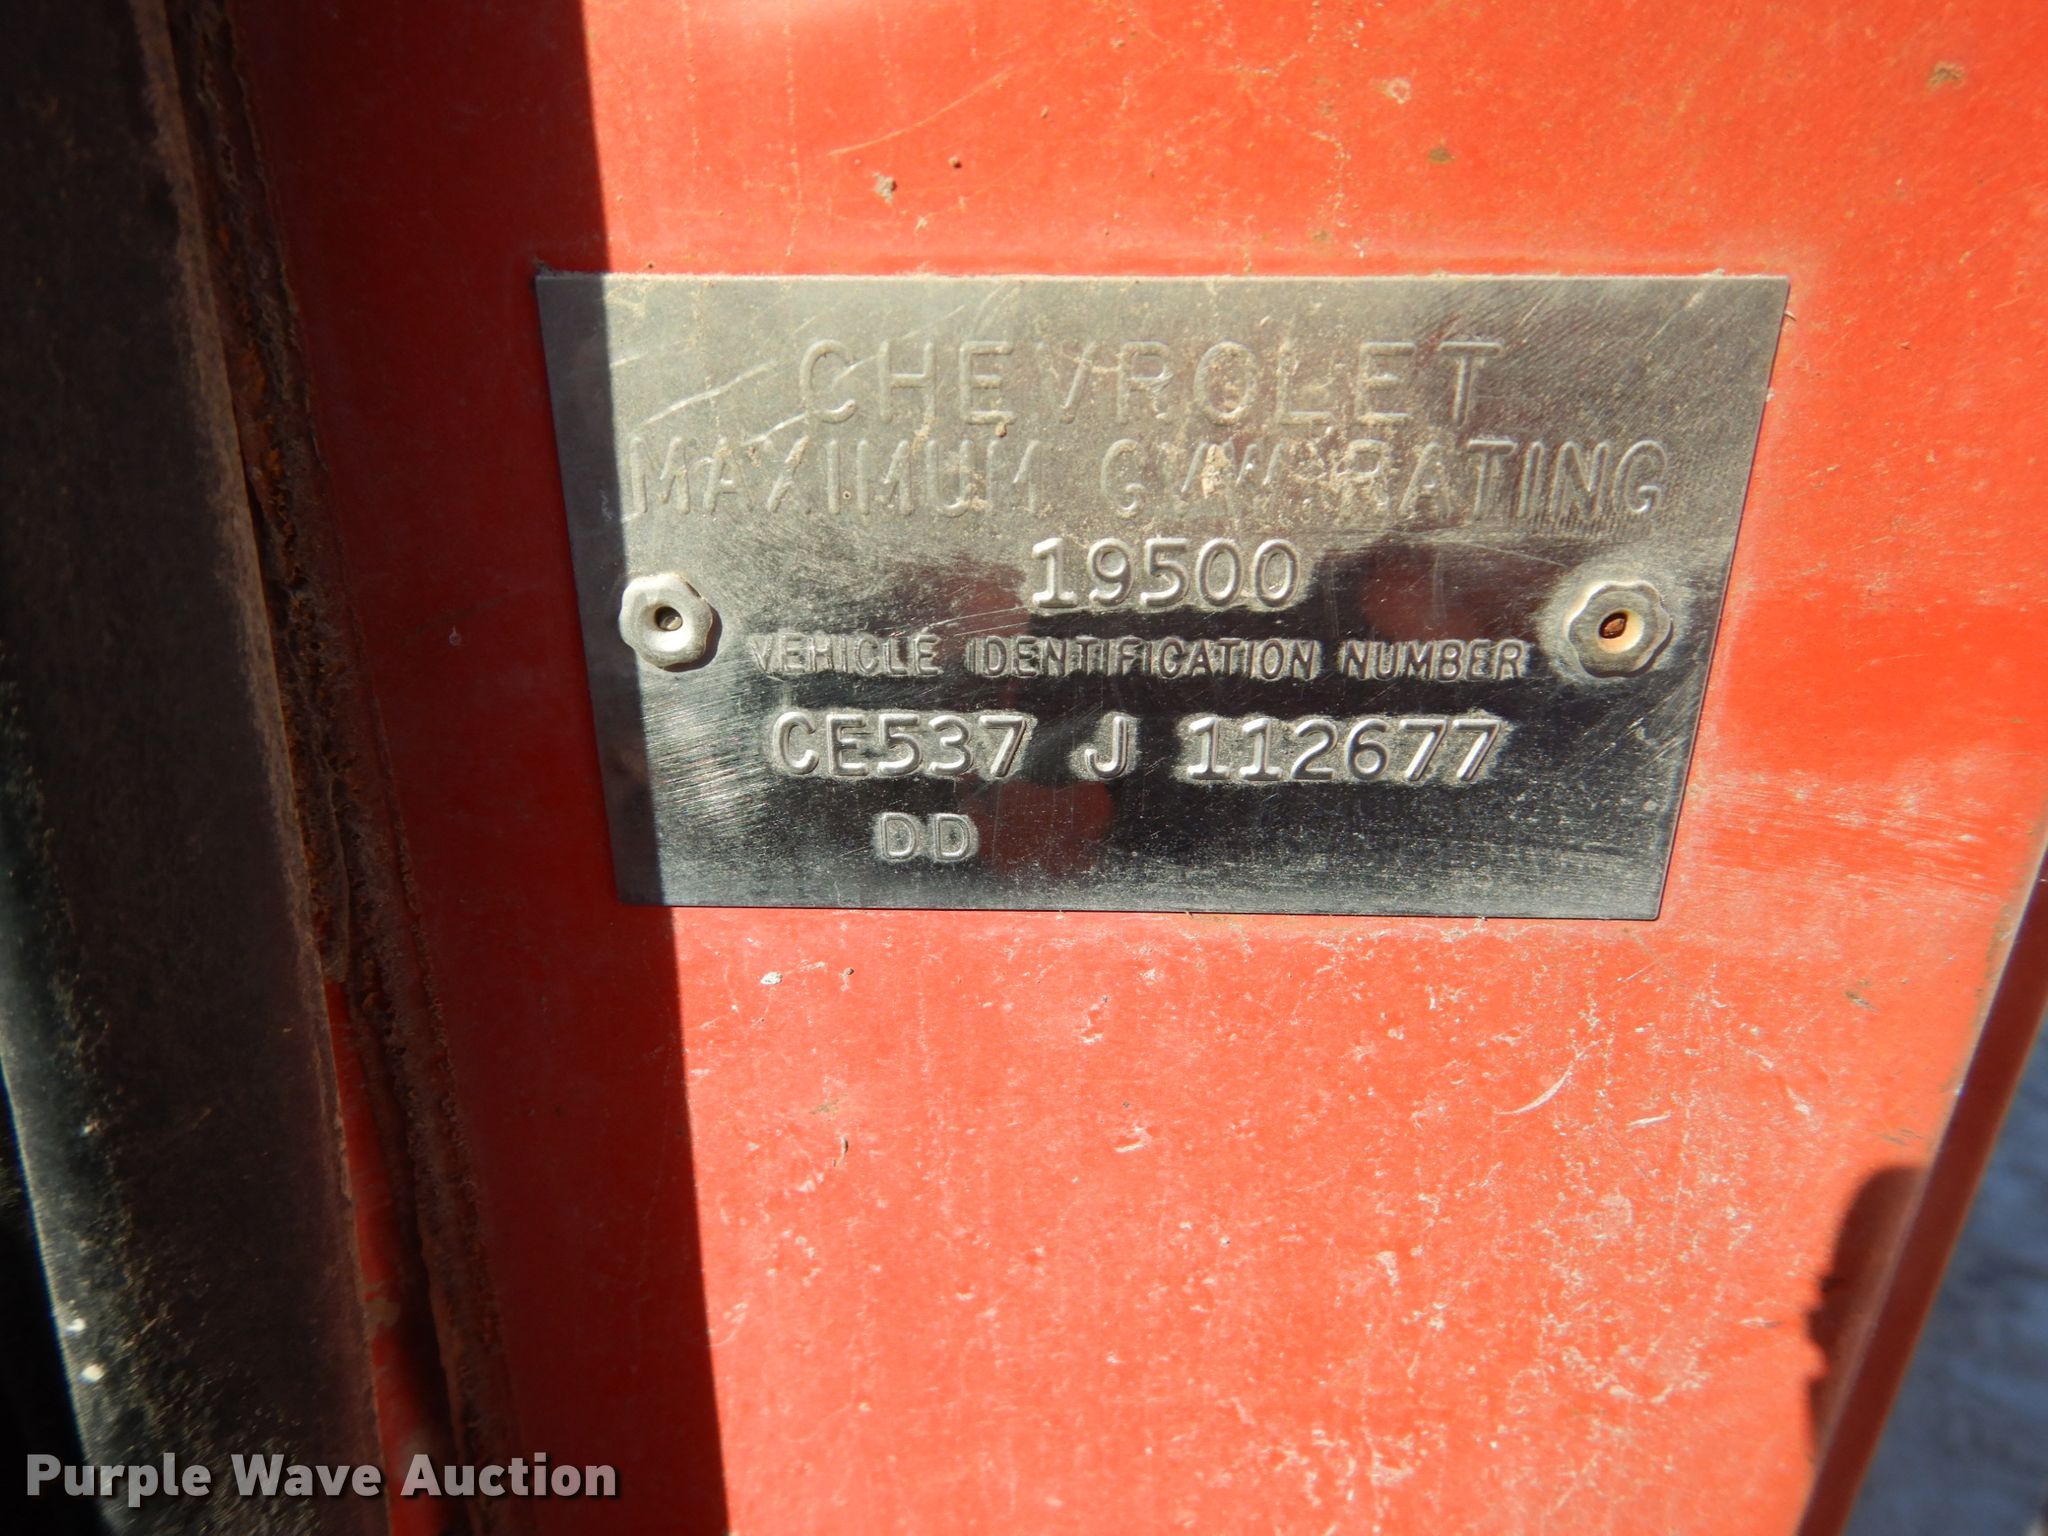 CHEVROLET
MAXIMUM GVW RATING
19500
VEHICLE IDENTIFICATION NUMBER
CE537 J 112677
DD
Purple Wave Auction